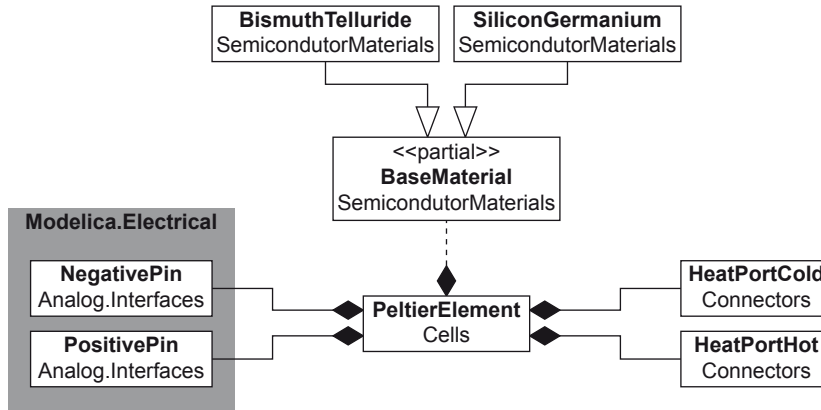 BismuthTelluride
SemicondutorMaterials
SiliconGermanium
SemicondutorMaterials
<<partial>>
BaseMaterial
SemicondutorMaterials
Modelica.Electrical
NegativePin
Analog.Interfaces
PositivePin
Analog.Interfaces
PeltierElement
Cells
HeatPortCold
Connectors
HeatPortHot
Connectors